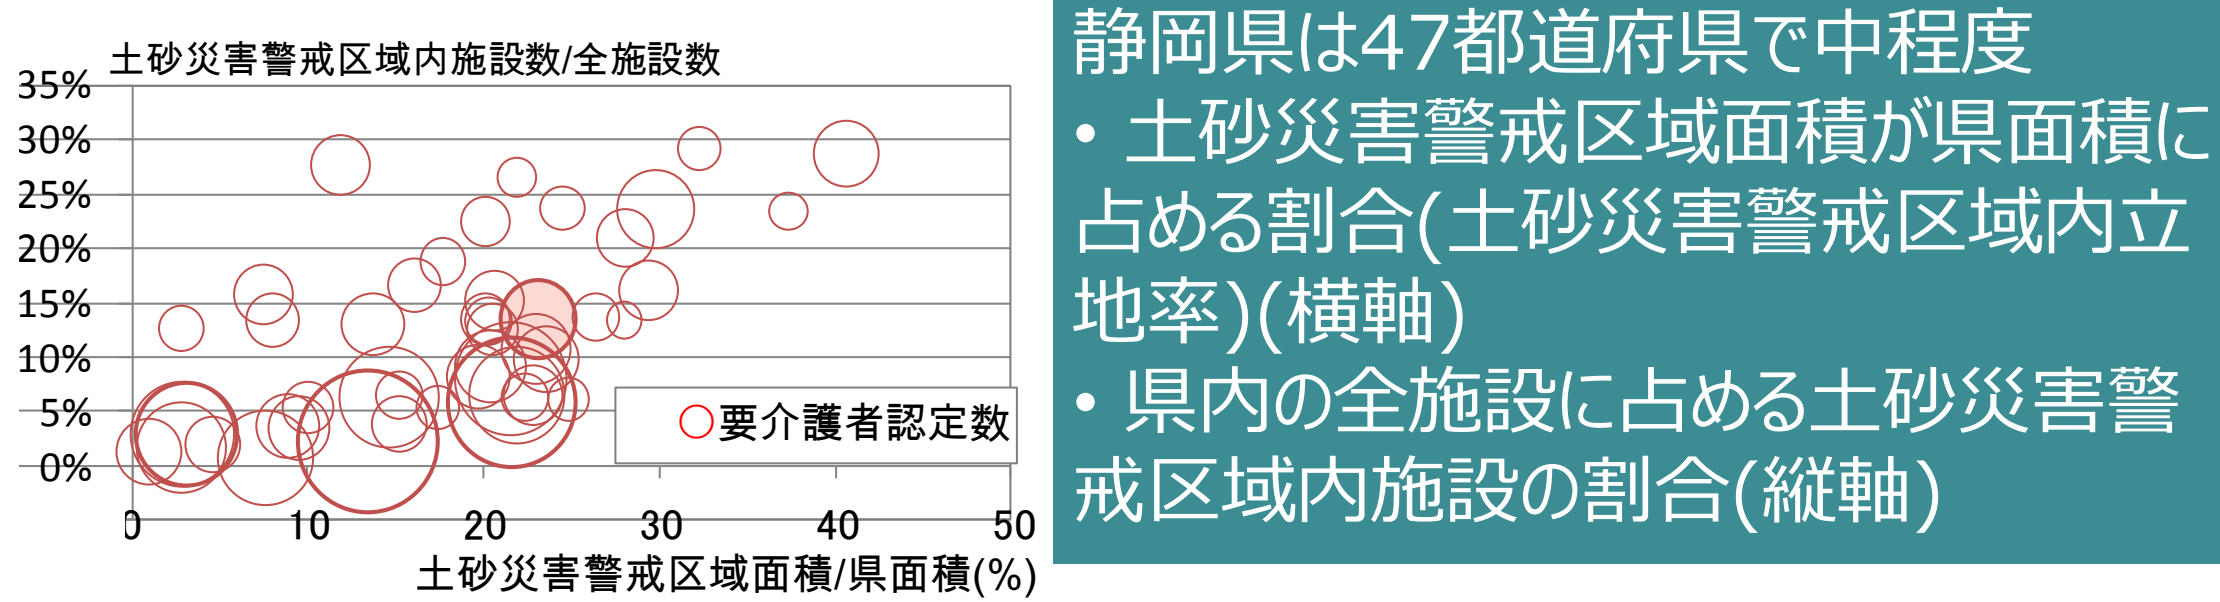 土砂災害警戒区域内施設数/全施設数
35%
30%
25%
20%
15%
10%
5%
0%
0 10 20 30 40 50
○要介護者認定数
土砂災害警戒区域面積/県面積(%)
静岡県は47都道府県で中程度
• 土砂災害警戒区域面積が県面積に
占める割合(土砂災害警戒区域内立
地率)(横軸)
• 県内の全施設に占める土砂災害警
戒区域内施設の割合(縦軸)